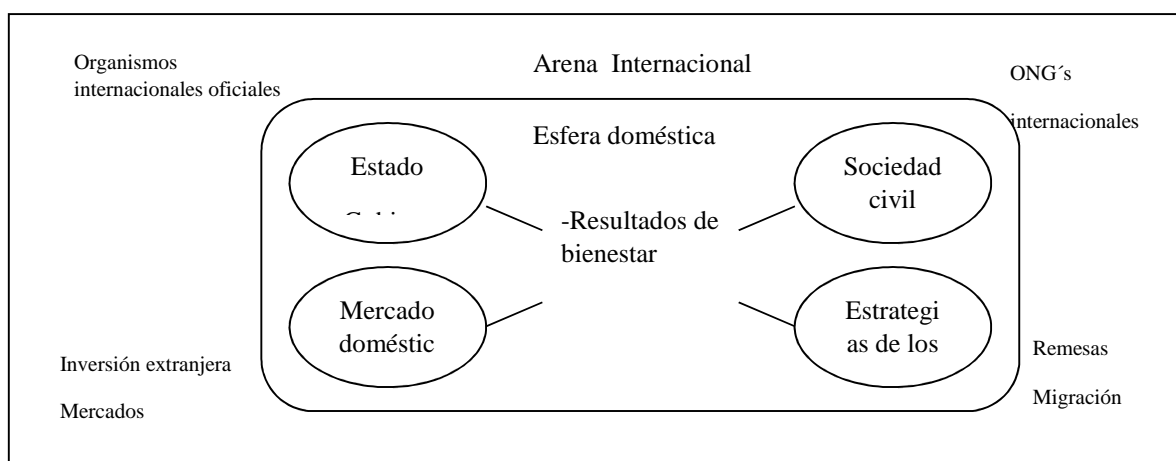 Organismos
internacionales oficiales
Arena Internacional
ONG´s
internacionales
Esfera doméstica
Estado
Sociedad
civil
-Resultados de
bienestar
Mercado
doméstic
Estrategi
as de los
Inversión extranjera
Mercados
Remesas
Migración